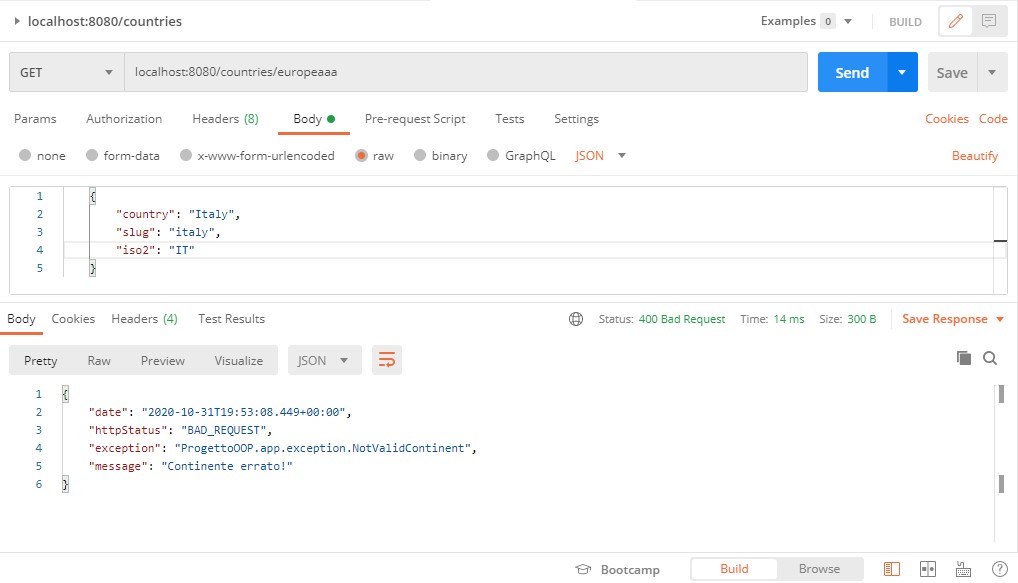 localhost:8080/countries
Examples 0 BUILD
GET localhost:8080/countries/europeaaa Send Save
Params Authorization Headers (8) Body Pre-request Script Tests Settings Cookies Code
none form-data x-www-form-urlencoded raw binary GraphQL JSON Beautify
1 {
2 "country": "Italy",
3 "slug": "italy",
4 "iso2": "IT"
5 }
Body Cookies Headers (4) Test Results Status: 400 Bad Request Time: 14 ms Size: 300 B Save Response
Pretty Raw Preview Visualize JSON
1 {
2 "date": "2020-10-31T19:53:08.449+00:00",
3 "httpStatus": "BAD_REQUEST",
4 "exception": "ProgettoOOP.app.exception.NotValidContinent",
5 "message": "Continente errato!"
6 }
Bootcamp Build Browse ?